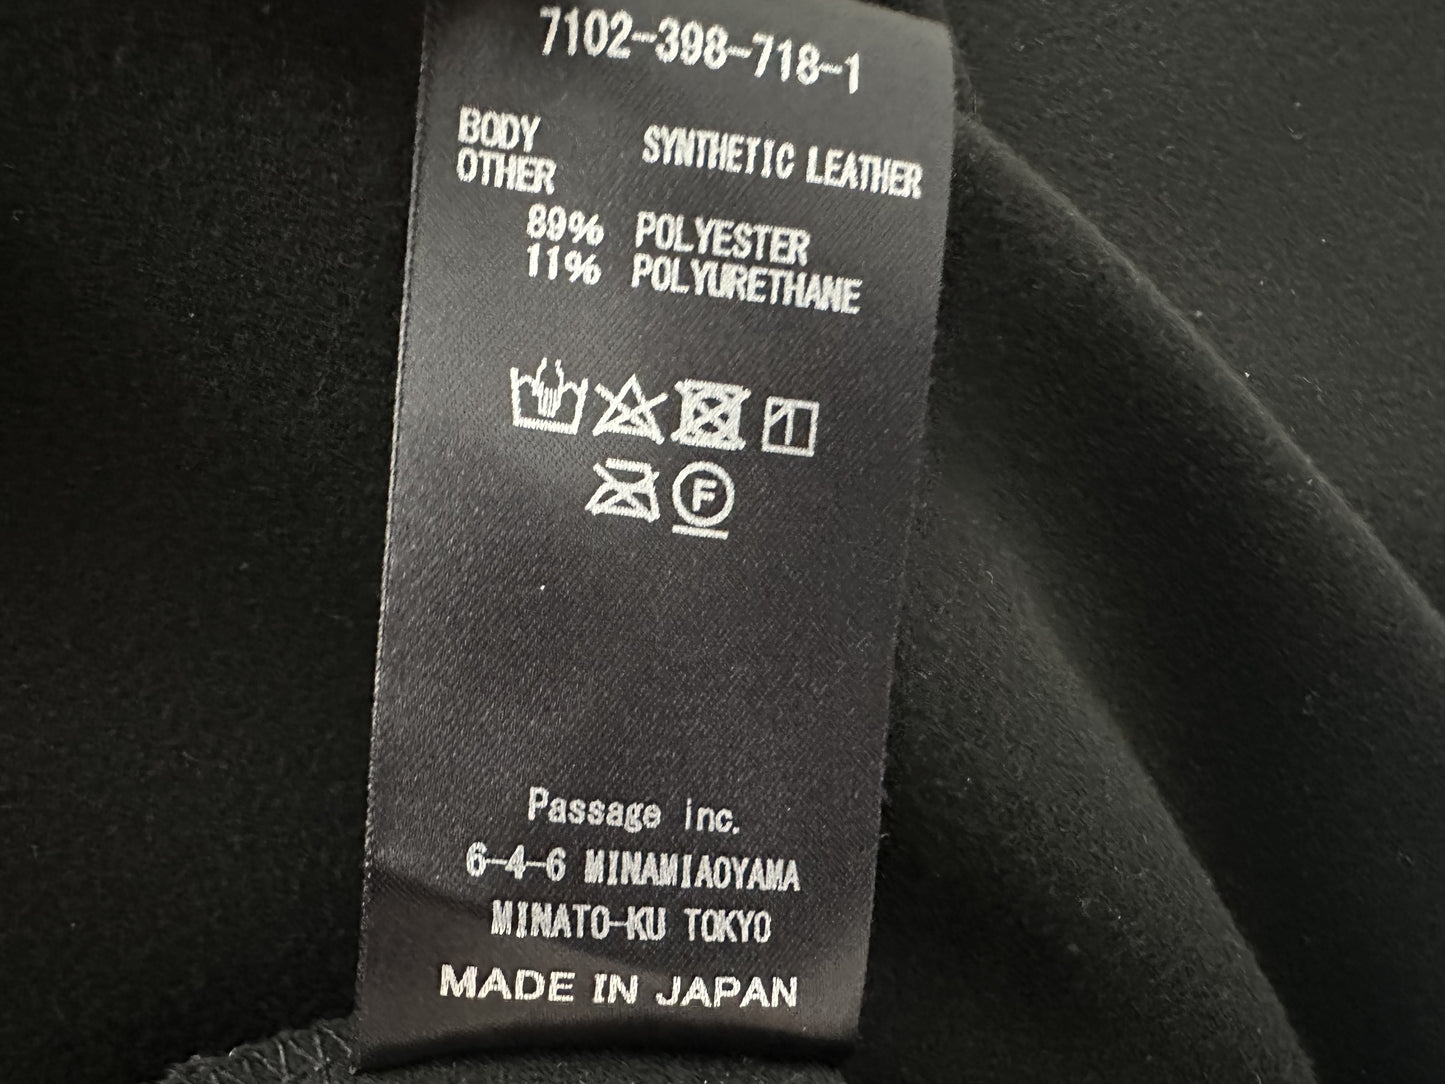 7102-398-718-1
BODY SYNTHETIC LEATHER
OTHER
89% POLYESTER
11% POLYURETHANE
F
Passage inc.
6-4-6 MINAMIAOYAMA
MINATO-KU TOKYO
MADE IN JAPAN